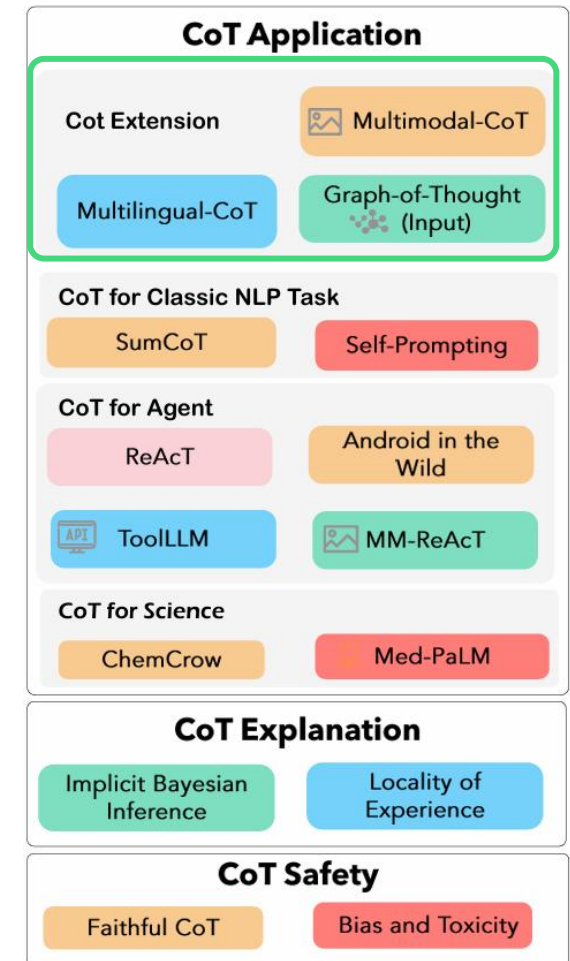 CoT Application
Cot Extension
Multimodal-CoT
Multilingual-CoT
Graph-of-Thought
(Input)
CoT for Classic NLP Task
SumCoT
Self-Prompting
CoT for Agent
ReAcT
Android in the
Wild
API
ToolLLM
MM-ReAcT
CoT for Science
ChemCrow
Med-PaLM
CoT Explanation
Implicit Bayesian
Inference
Locality of
Experience
CoT Safety
Faithful CoT
Bias and Toxicity